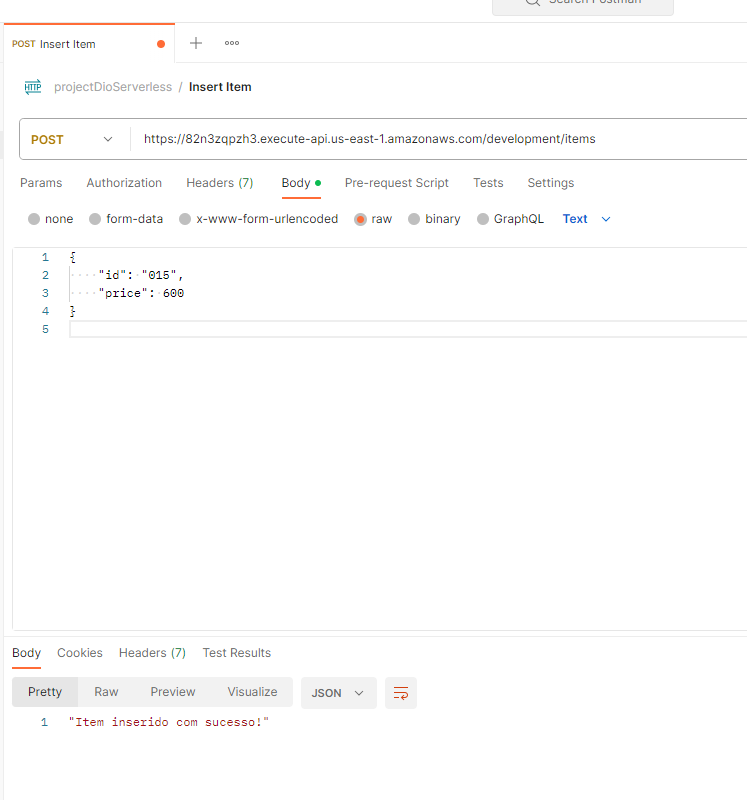 Search Postman
POST Insert Item
HTTP projectDioServerless / Insert Item
POST https://82n3zqpzh3.execute-api.us-east-1.amazonaws.com/development/items
Params Authorization Headers (7) Body Pre-request Script Tests Settings
none form-data x-www-form-urlencoded raw binary GraphQL Text
1 {
2 "id": "015",
3 "price": 600
4 }
5
Body Cookies Headers (7) Test Results
Pretty Raw Preview Visualize JSON
1 "Item inserido com sucesso!"